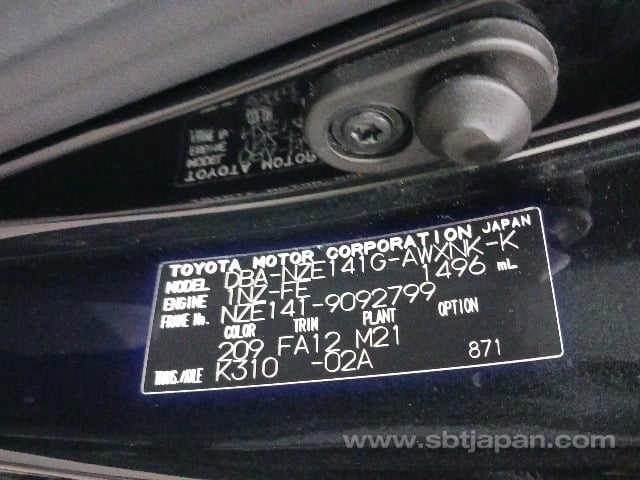 TOYOTA MOTOR CORPORATION JAPAN
MODEL DBA-NZE141G-AWXNK-K
ENGINE 1NZ-FE 1496 mL
FRAME No. NZE141-9092799
COLOR TRIM PLANT OPTION
209 FA12 M21
TRANS./AXLE K310 -02A 871
www.sbtjapan.com